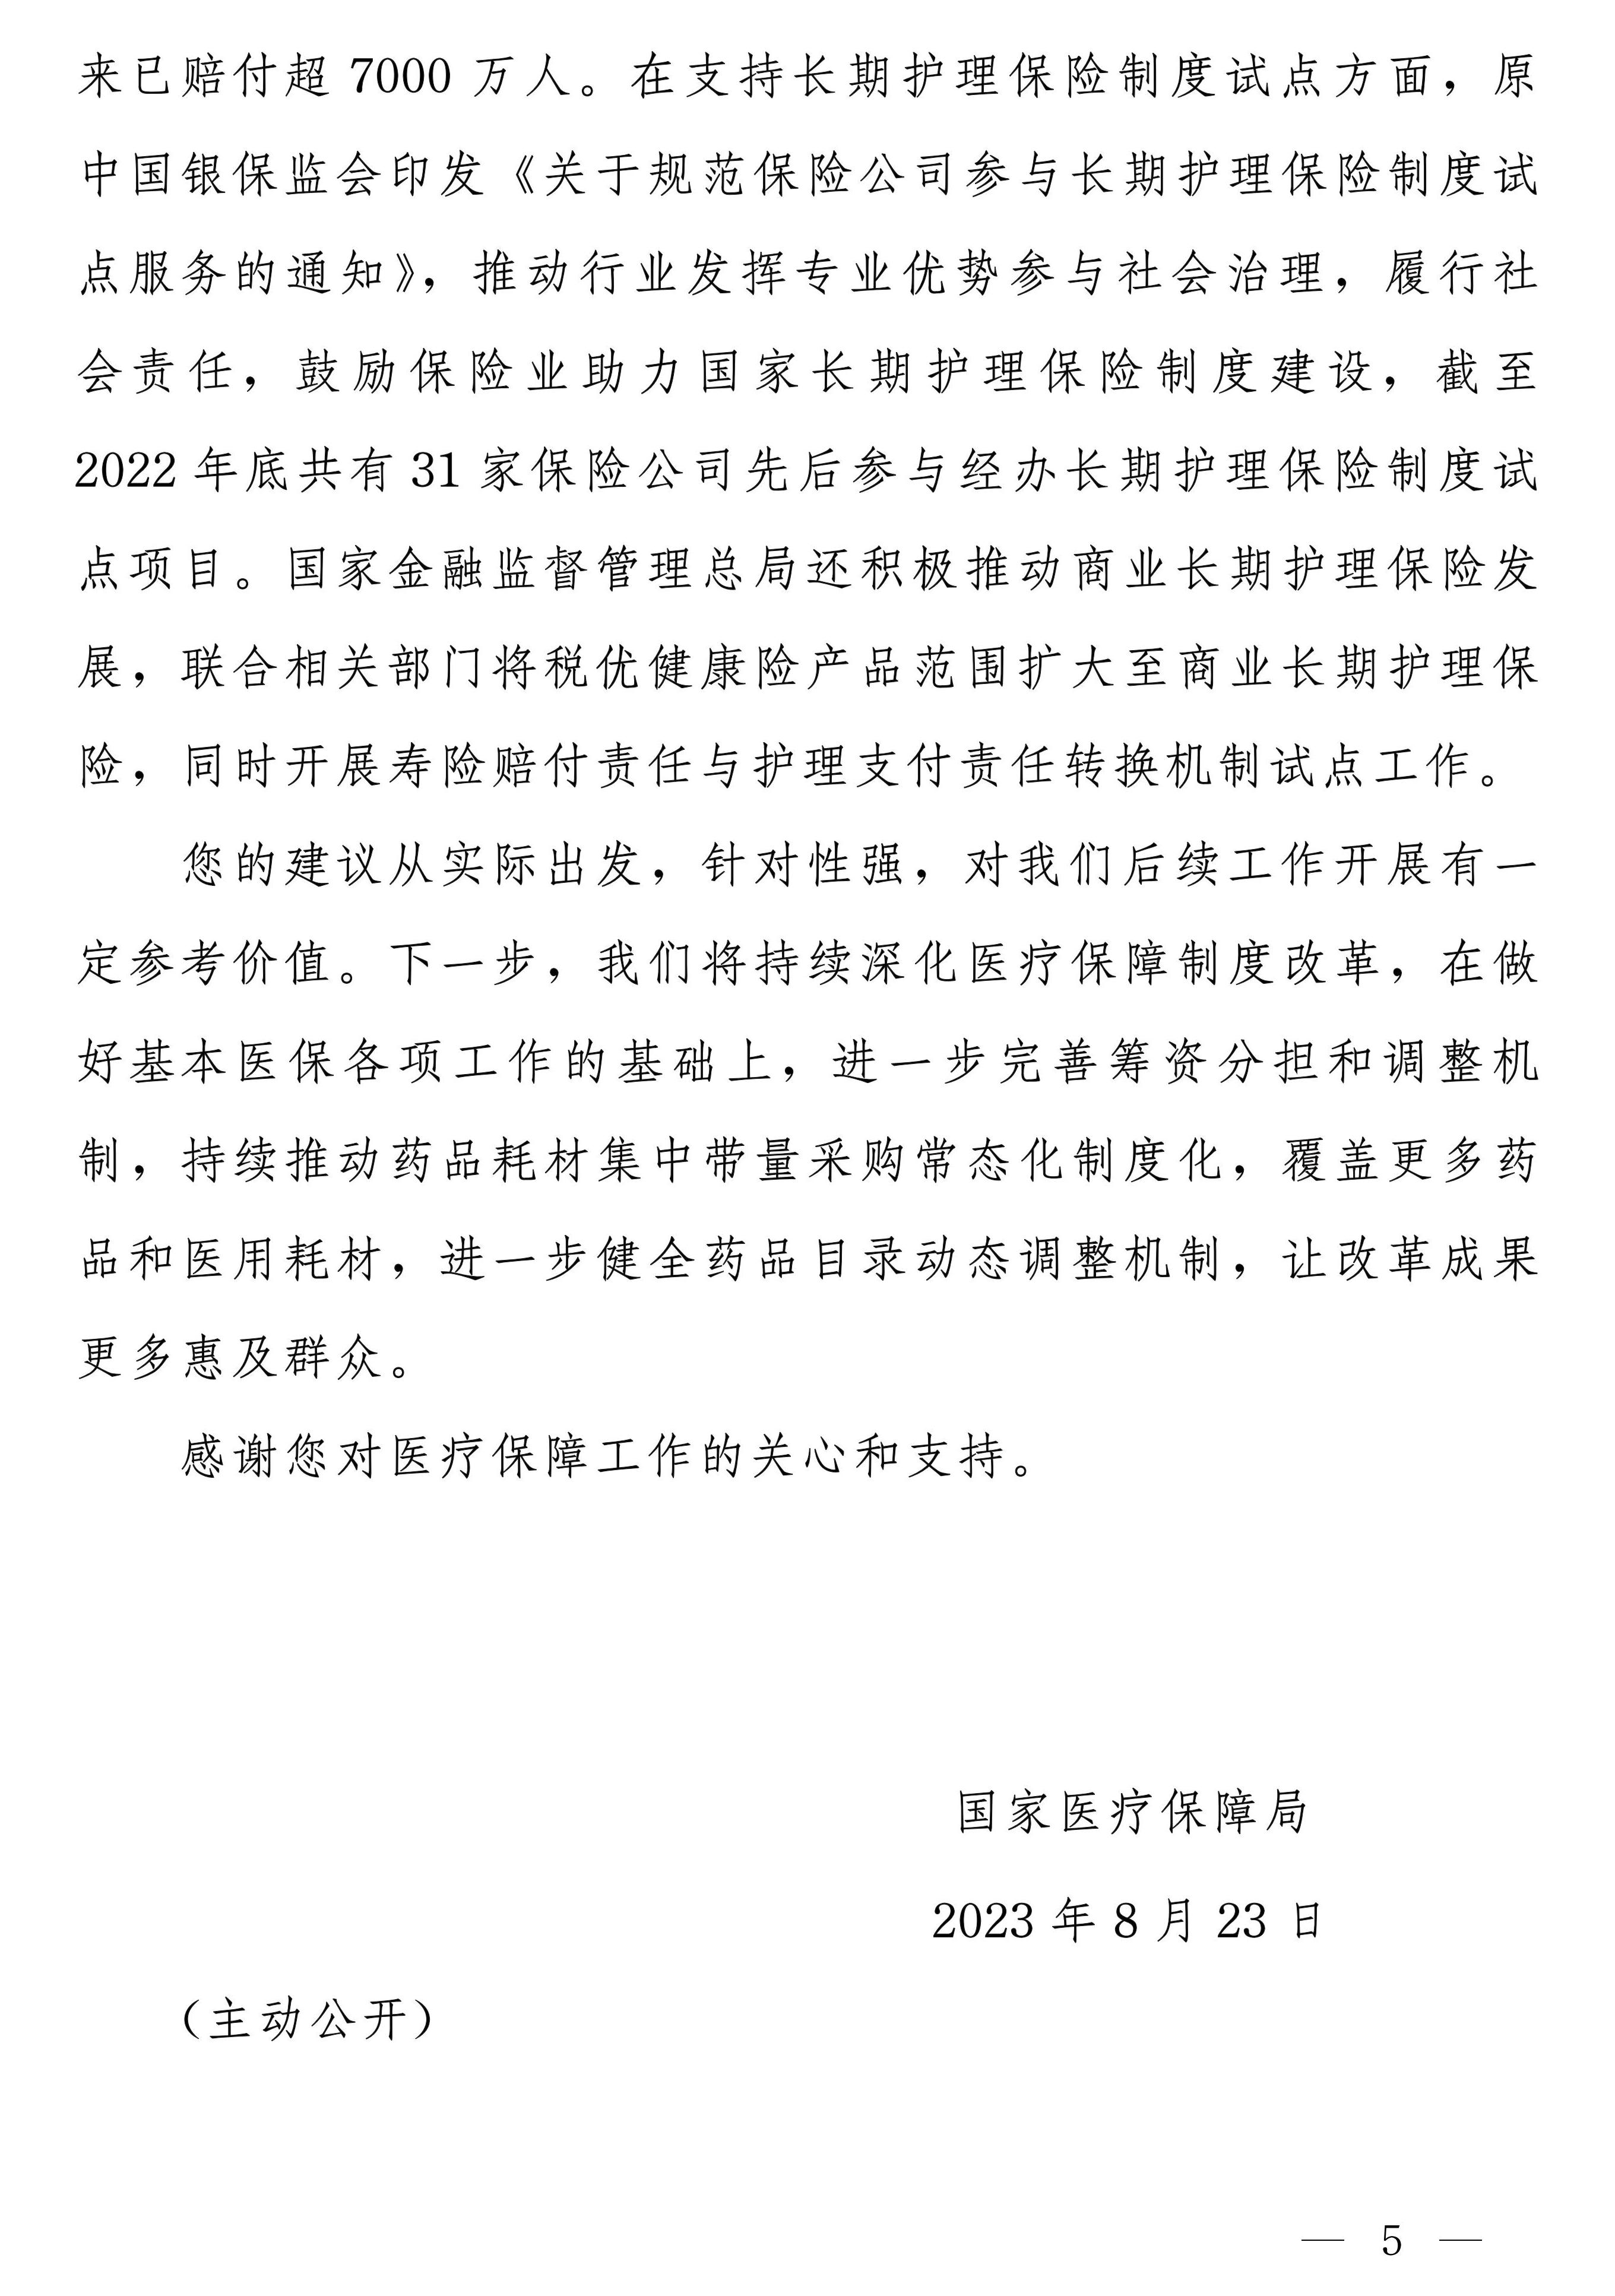 来已赔付超 7000 万人。在支持长期护理保险制度试点方面，原
中国银保监会印发《关于规范保险公司参与长期护理保险制度试
点服务的通知》，推动行业发挥专业优势参与社会治理，履行社
会责任，鼓励保险业助力国家长期护理保险制度建设，截至
2022 年底共有 31 家保险公司先后参与经办长期护理保险制度试
点项目。国家金融监督管理总局还积极推动商业长期护理保险发
展，联合相关部门将税优健康险产品范围扩大至商业长期护理保
险，同时开展寿险赔付责任与护理支付责任转换机制试点工作。
您的建议从实际出发，针对性强，对我们后续工作开展有一
定参考价值。下一步，我们将持续深化医疗保障制度改革，在做
好基本医保各项工作的基础上，进一步完善筹资分担和调整机
制，持续推动药品耗材集中带量采购常态化制度化，覆盖更多药
品和医用耗材，进一步健全药品目录动态调整机制，让改革成果
更多惠及群众。
感谢您对医疗保障工作的关心和支持。
国家医疗保障局
2023 年 8 月 23 日
（主动公开）
— 5 —